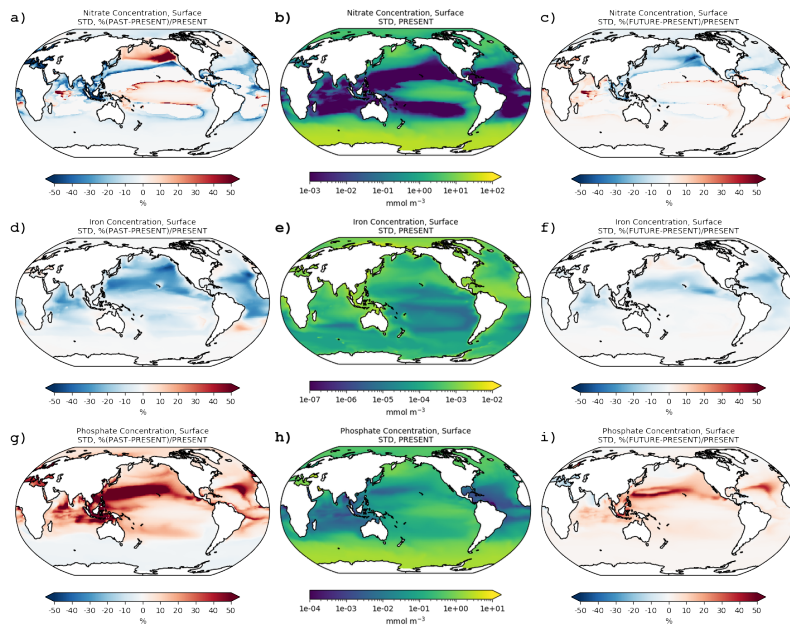 a)
Nitrate Concentration, Surface
STD, %(PAST-PRESENT)/PRESENT
-50 -40 -30 -20 -10 0 10 20 30 40 50
%
b)
Nitrate Concentration, Surface
STD, PRESENT
1e-03 1e-02 1e-01 1e+00 1e+01 1e+02
mmol m⁻³
c)
Nitrate Concentration, Surface
STD, %(FUTURE-PRESENT)/PRESENT
-50 -40 -30 -20 -10 0 10 20 30 40 50
%
d)
Iron Concentration, Surface
STD, %(PAST-PRESENT)/PRESENT
-50 -40 -30 -20 -10 0 10 20 30 40 50
%
e)
Iron Concentration, Surface
STD, PRESENT
1e-07 1e-06 1e-05 1e-04 1e-03 1e-02
mmol m⁻³
f)
Iron Concentration, Surface
STD, %(FUTURE-PRESENT)/PRESENT
-50 -40 -30 -20 -10 0 10 20 30 40 50
%
g)
Phosphate Concentration, Surface
STD, %(PAST-PRESENT)/PRESENT
-50 -40 -30 -20 -10 0 10 20 30 40 50
%
h)
Phosphate Concentration, Surface
STD, PRESENT
1e-04 1e-03 1e-02 1e-01 1e+00 1e+01
mmol m⁻³
i)
Phosphate Concentration, Surface
STD, %(FUTURE-PRESENT)/PRESENT
-50 -40 -30 -20 -10 0 10 20 30 40 50
%